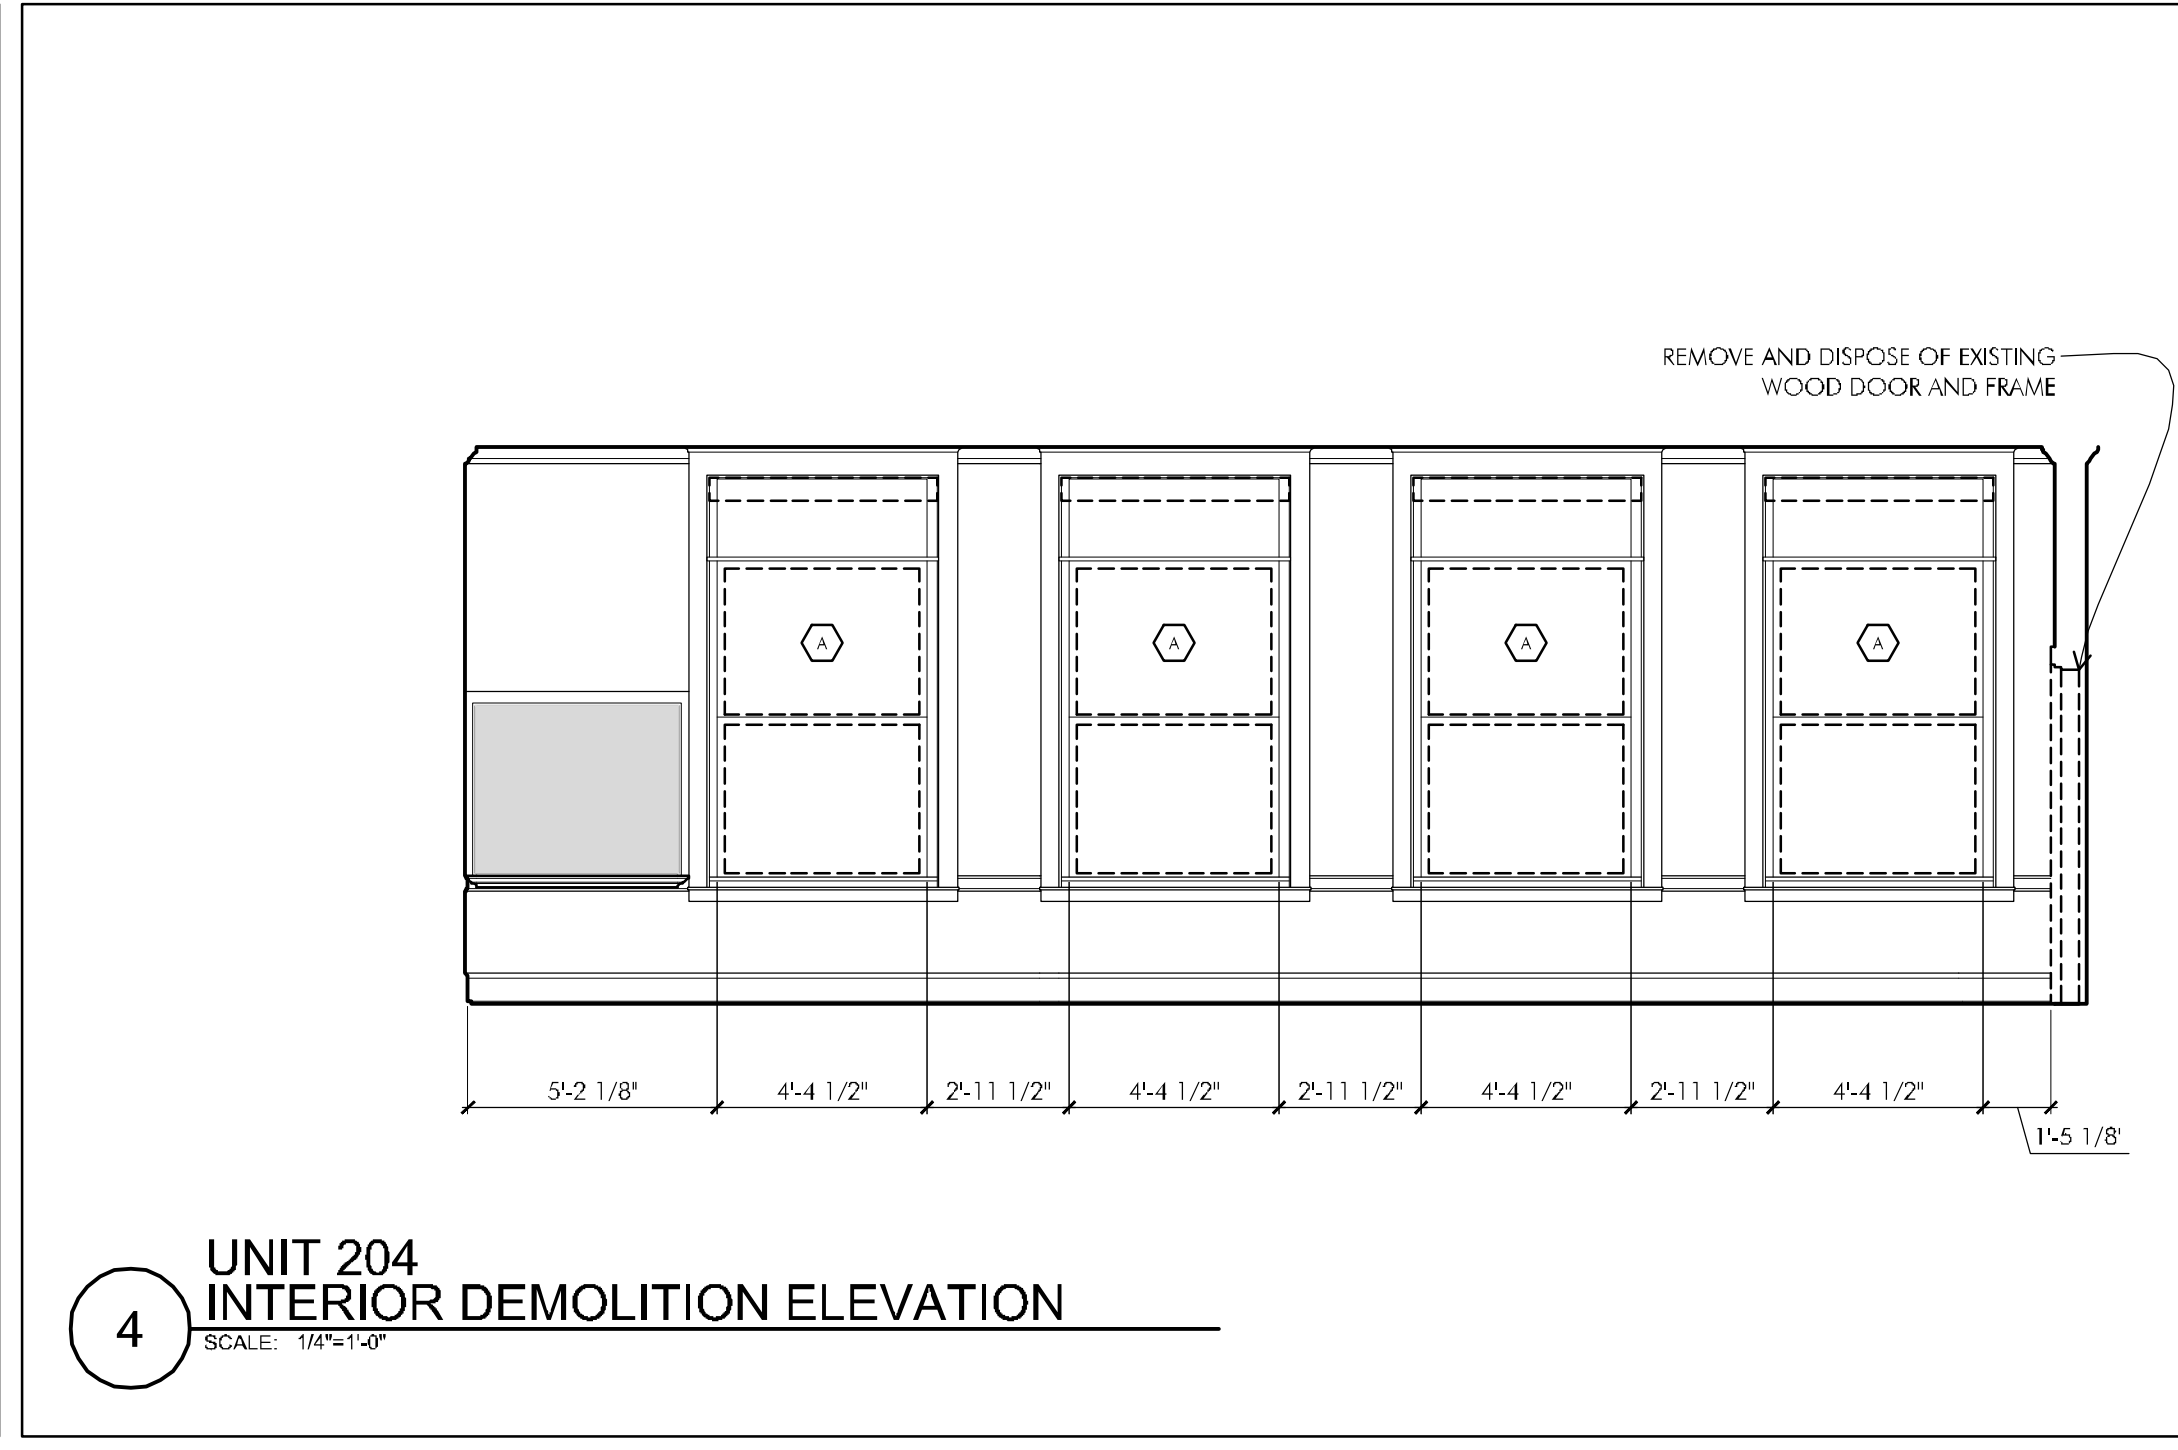 REMOVE AND DISPOSE OF EXISTING
WOOD DOOR AND FRAME
A
A
A
A
5'-2 1/8"
4'-4 1/2"
2'-11 1/2"
4'-4 1/2"
2'-11 1/2"
4'-4 1/2"
2'-11 1/2"
4'-4 1/2"
1'-5 1/8'
UNIT 204
INTERIOR DEMOLITION ELEVATION
4
SCALE: 1/4"=1'-0"